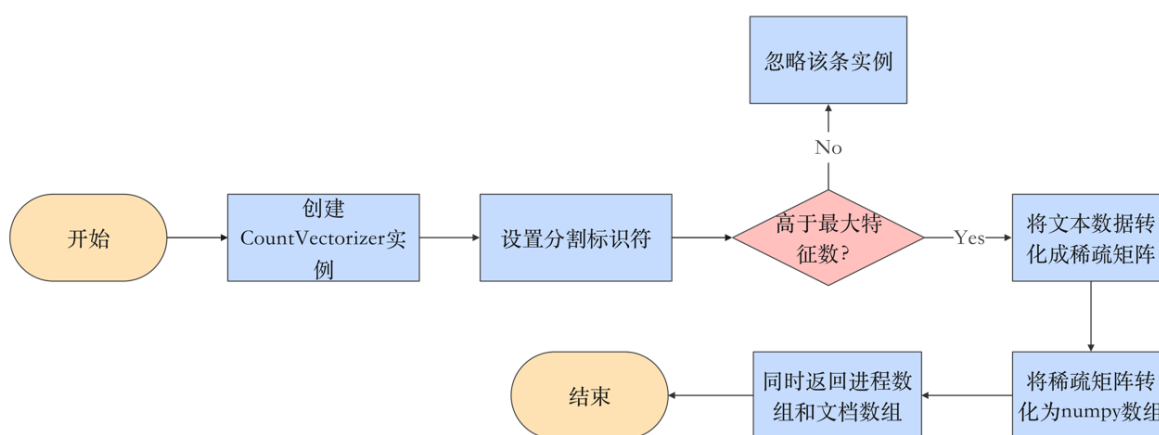 忽略该条实例
No
开始
创建
CountVectorizer实
例
设置分割标识符
高于最大特
征数?
Yes
将文本数据转
化成稀疏矩阵
将稀疏矩阵转
化为numpy数组
同时返回进程数
组和文档数组
结束